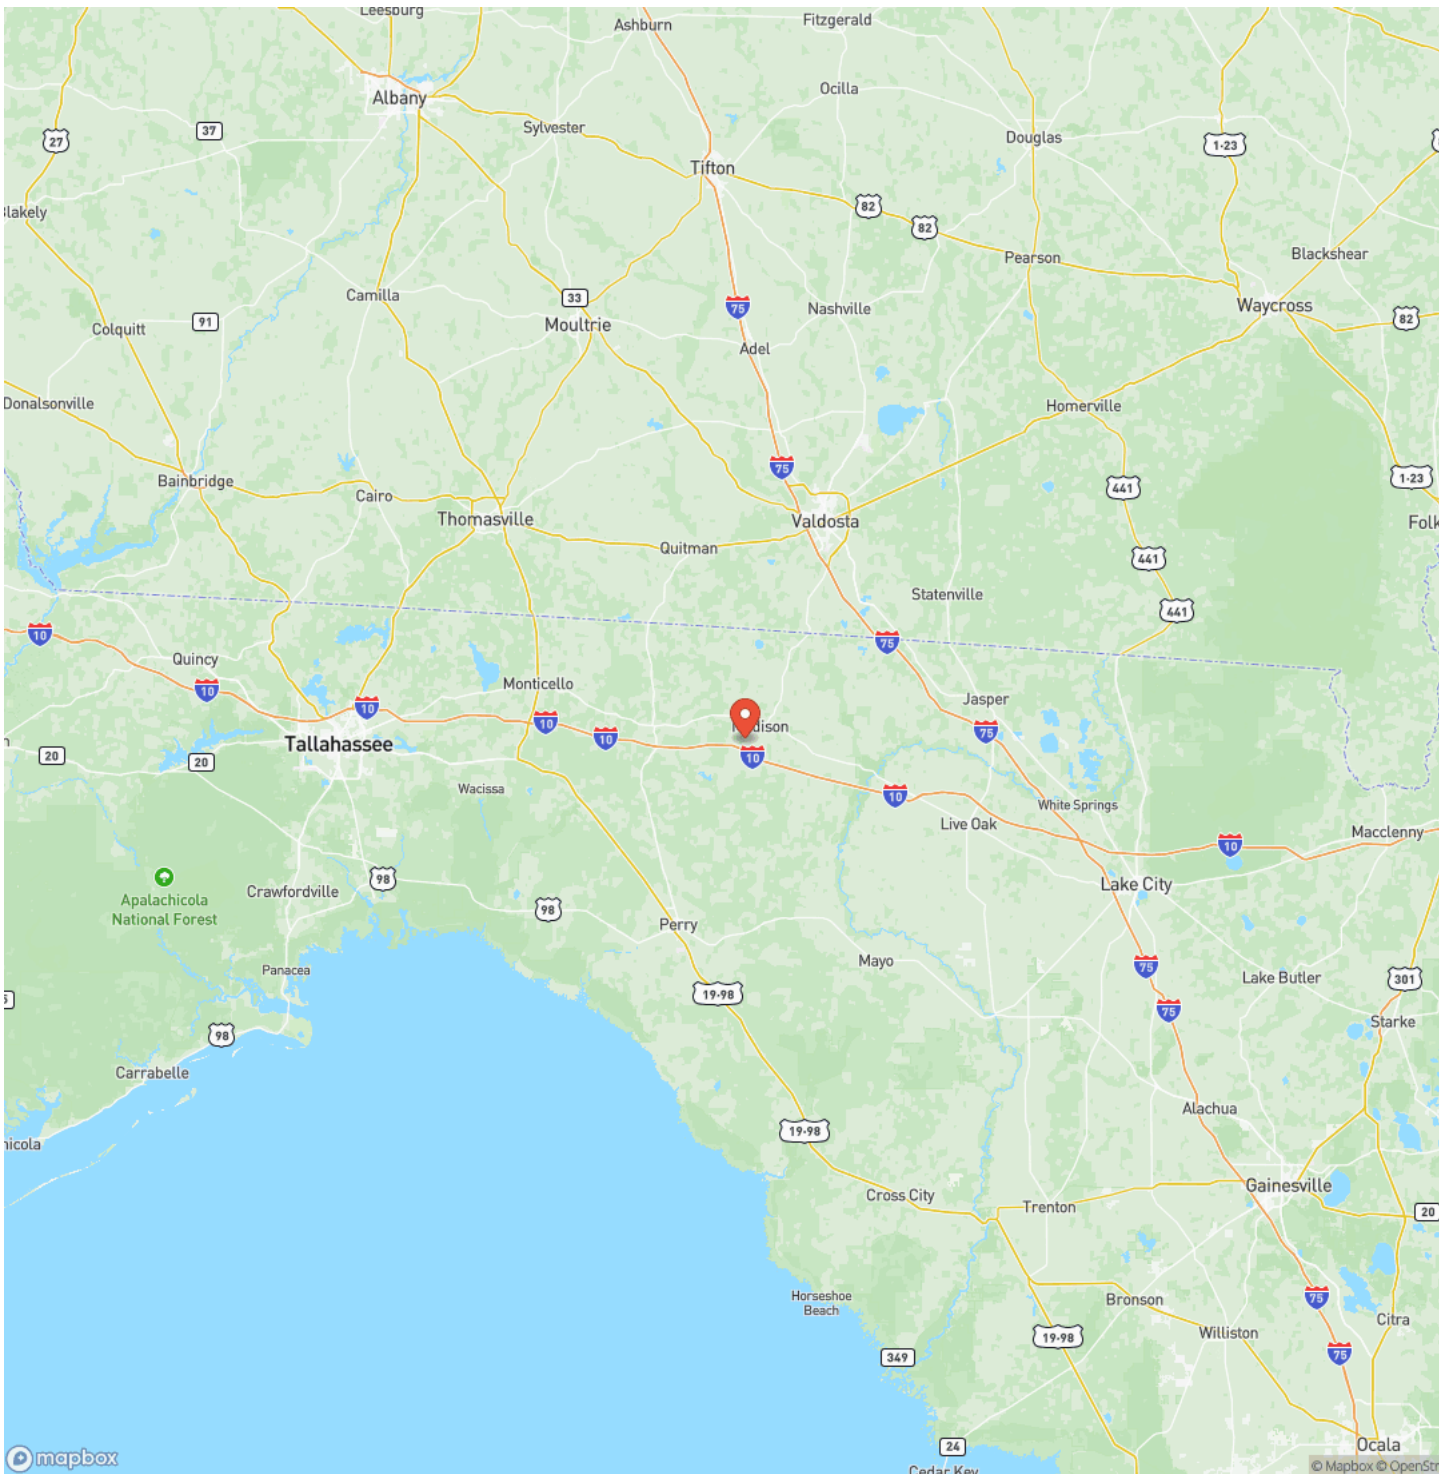 Leesburg
Ashburn
Fitzgerald
Albany
Ocilla
37
27
Sylvester
Douglas
1-23
Tifton
82
82
Blackshear
Pearson
Camilla
33
75
Nashville
Waycross
91
Colquitt
Moultrie
82
Adel
Donalsonville
Homerville
75
Bainbridge
Cairo
441
1-23
Thomasville
Valdosta
Quitman
441
Statenville
441
10
75
Quincy
10
Monticello
10
10
10
Jasper
75
Tallahassee
20
20
10
Wacissa
10
White Springs
Live Oak
Macclenny
10
98
Apalachicola
National Forest
Crawfordville
98
Lake City
Perry
Mayo
75
Panacea
19-98
Lake Butler
301
75
Starke
98
Carrabelle
Alachua
19-98
Gainesville
Cross City
Trenton
20
Horseshoe
Beach
Bronson
75
Citra
19-98
Williston
349
75
24
Ocala
Cedar Key
mapbox
© Mapbox © OpenStr